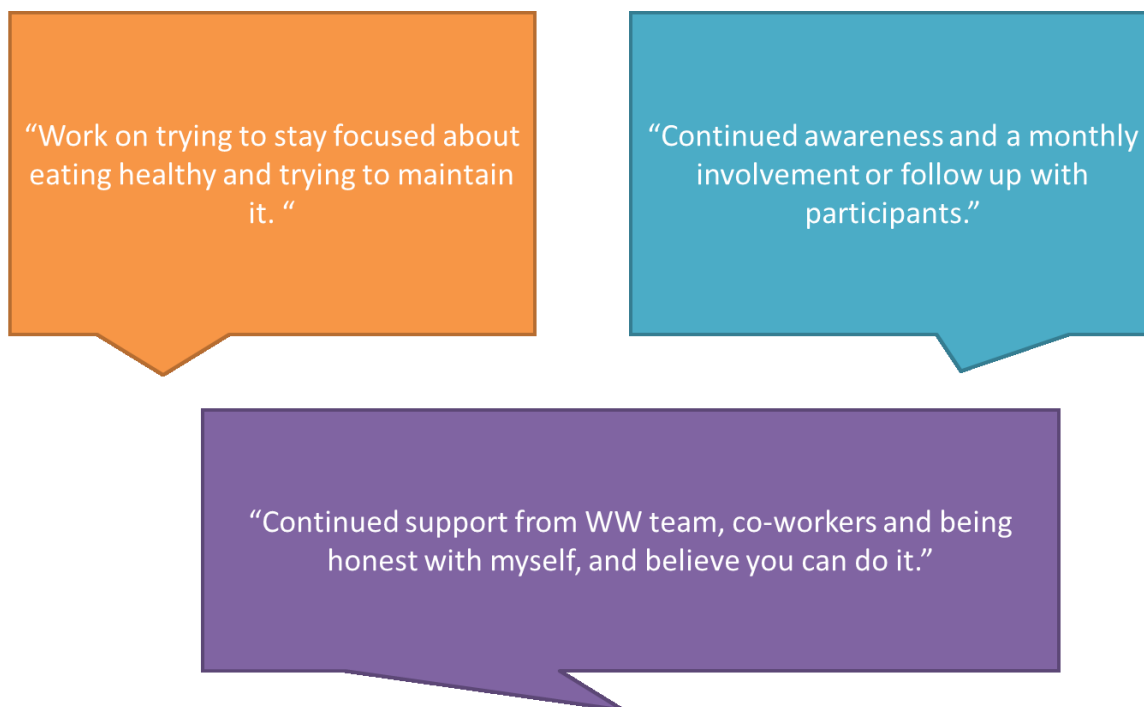 “Work on trying to stay focused about
eating healthy and trying to maintain
it. “
“Continued awareness and a monthly
involvement or follow up with
participants.”
“Continued support from WW team, co-workers and being
honest with myself, and believe you can do it.”